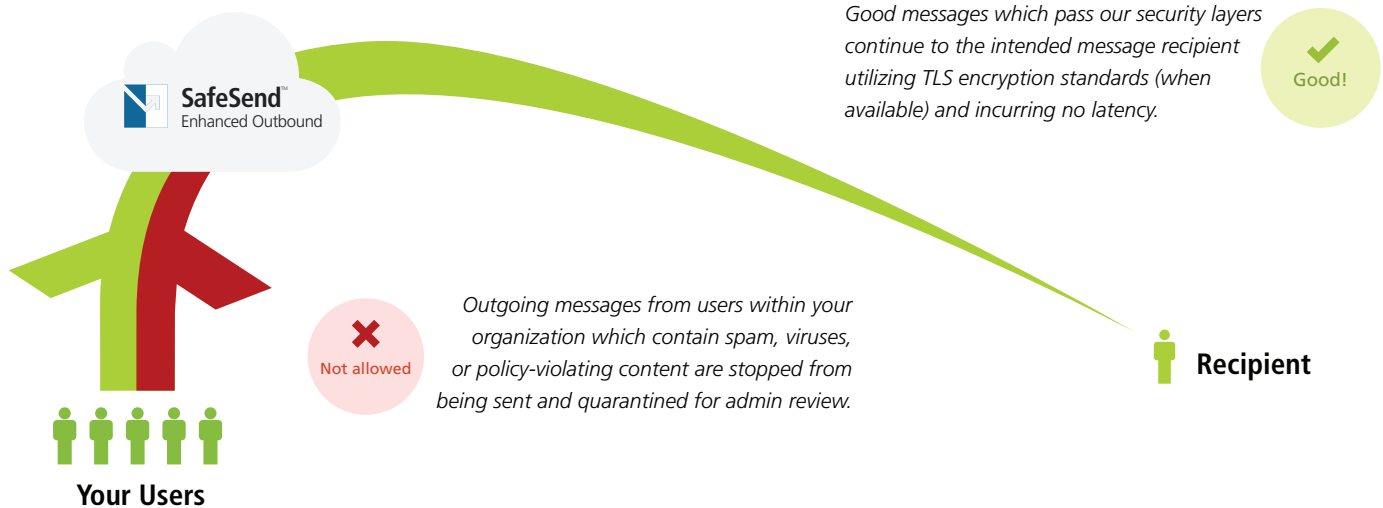 Good messages which pass our security layers
continue to the intended message recipient
utilizing TLS encryption standards (when
available) and incurring no latency.
Good!
SafeSend™
Enhanced Outbound
Outgoing messages from users within your
organization which contain spam, viruses,
or policy-violating content are stopped from
being sent and quarantined for admin review.
Not allowed
Recipient
Your Users